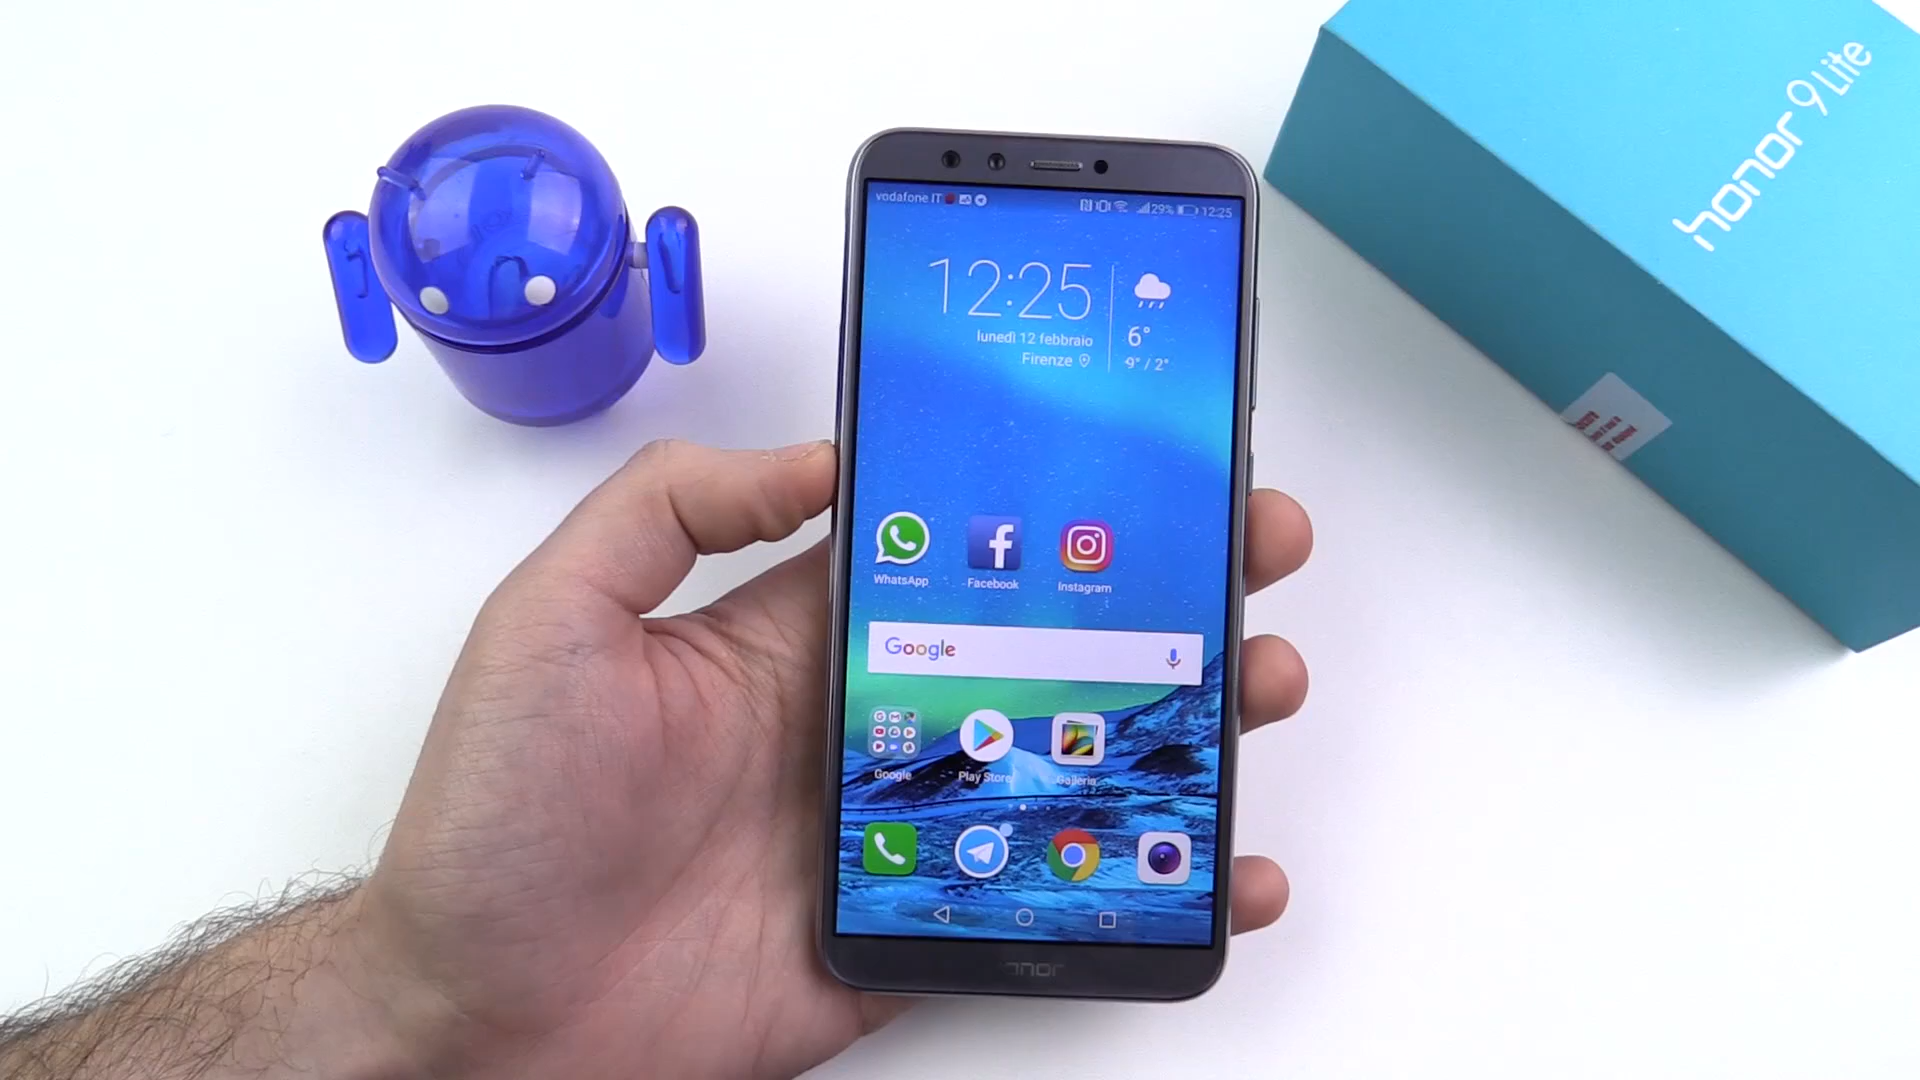 honor 9 Lite
vodafone IT 29% 12:25
12:25
lunedì 12 febbraio
Firenze
6°
9° / 2°
WhatsApp Facebook Instagram
Google
Google Play Store Galleria
honor